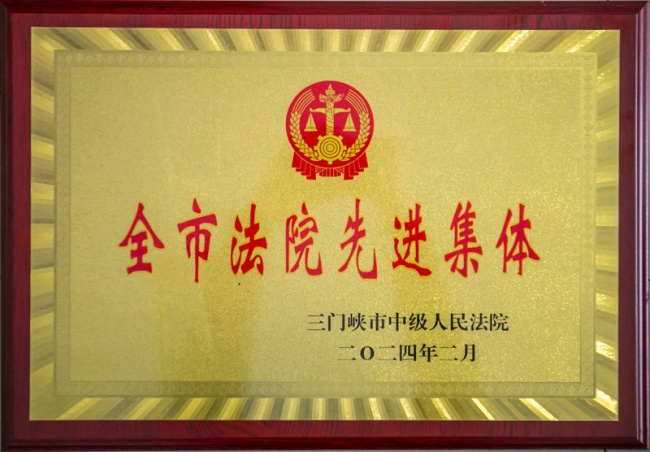 全市法院先进集体
三门峡市中级人民法院
二〇二四年二月